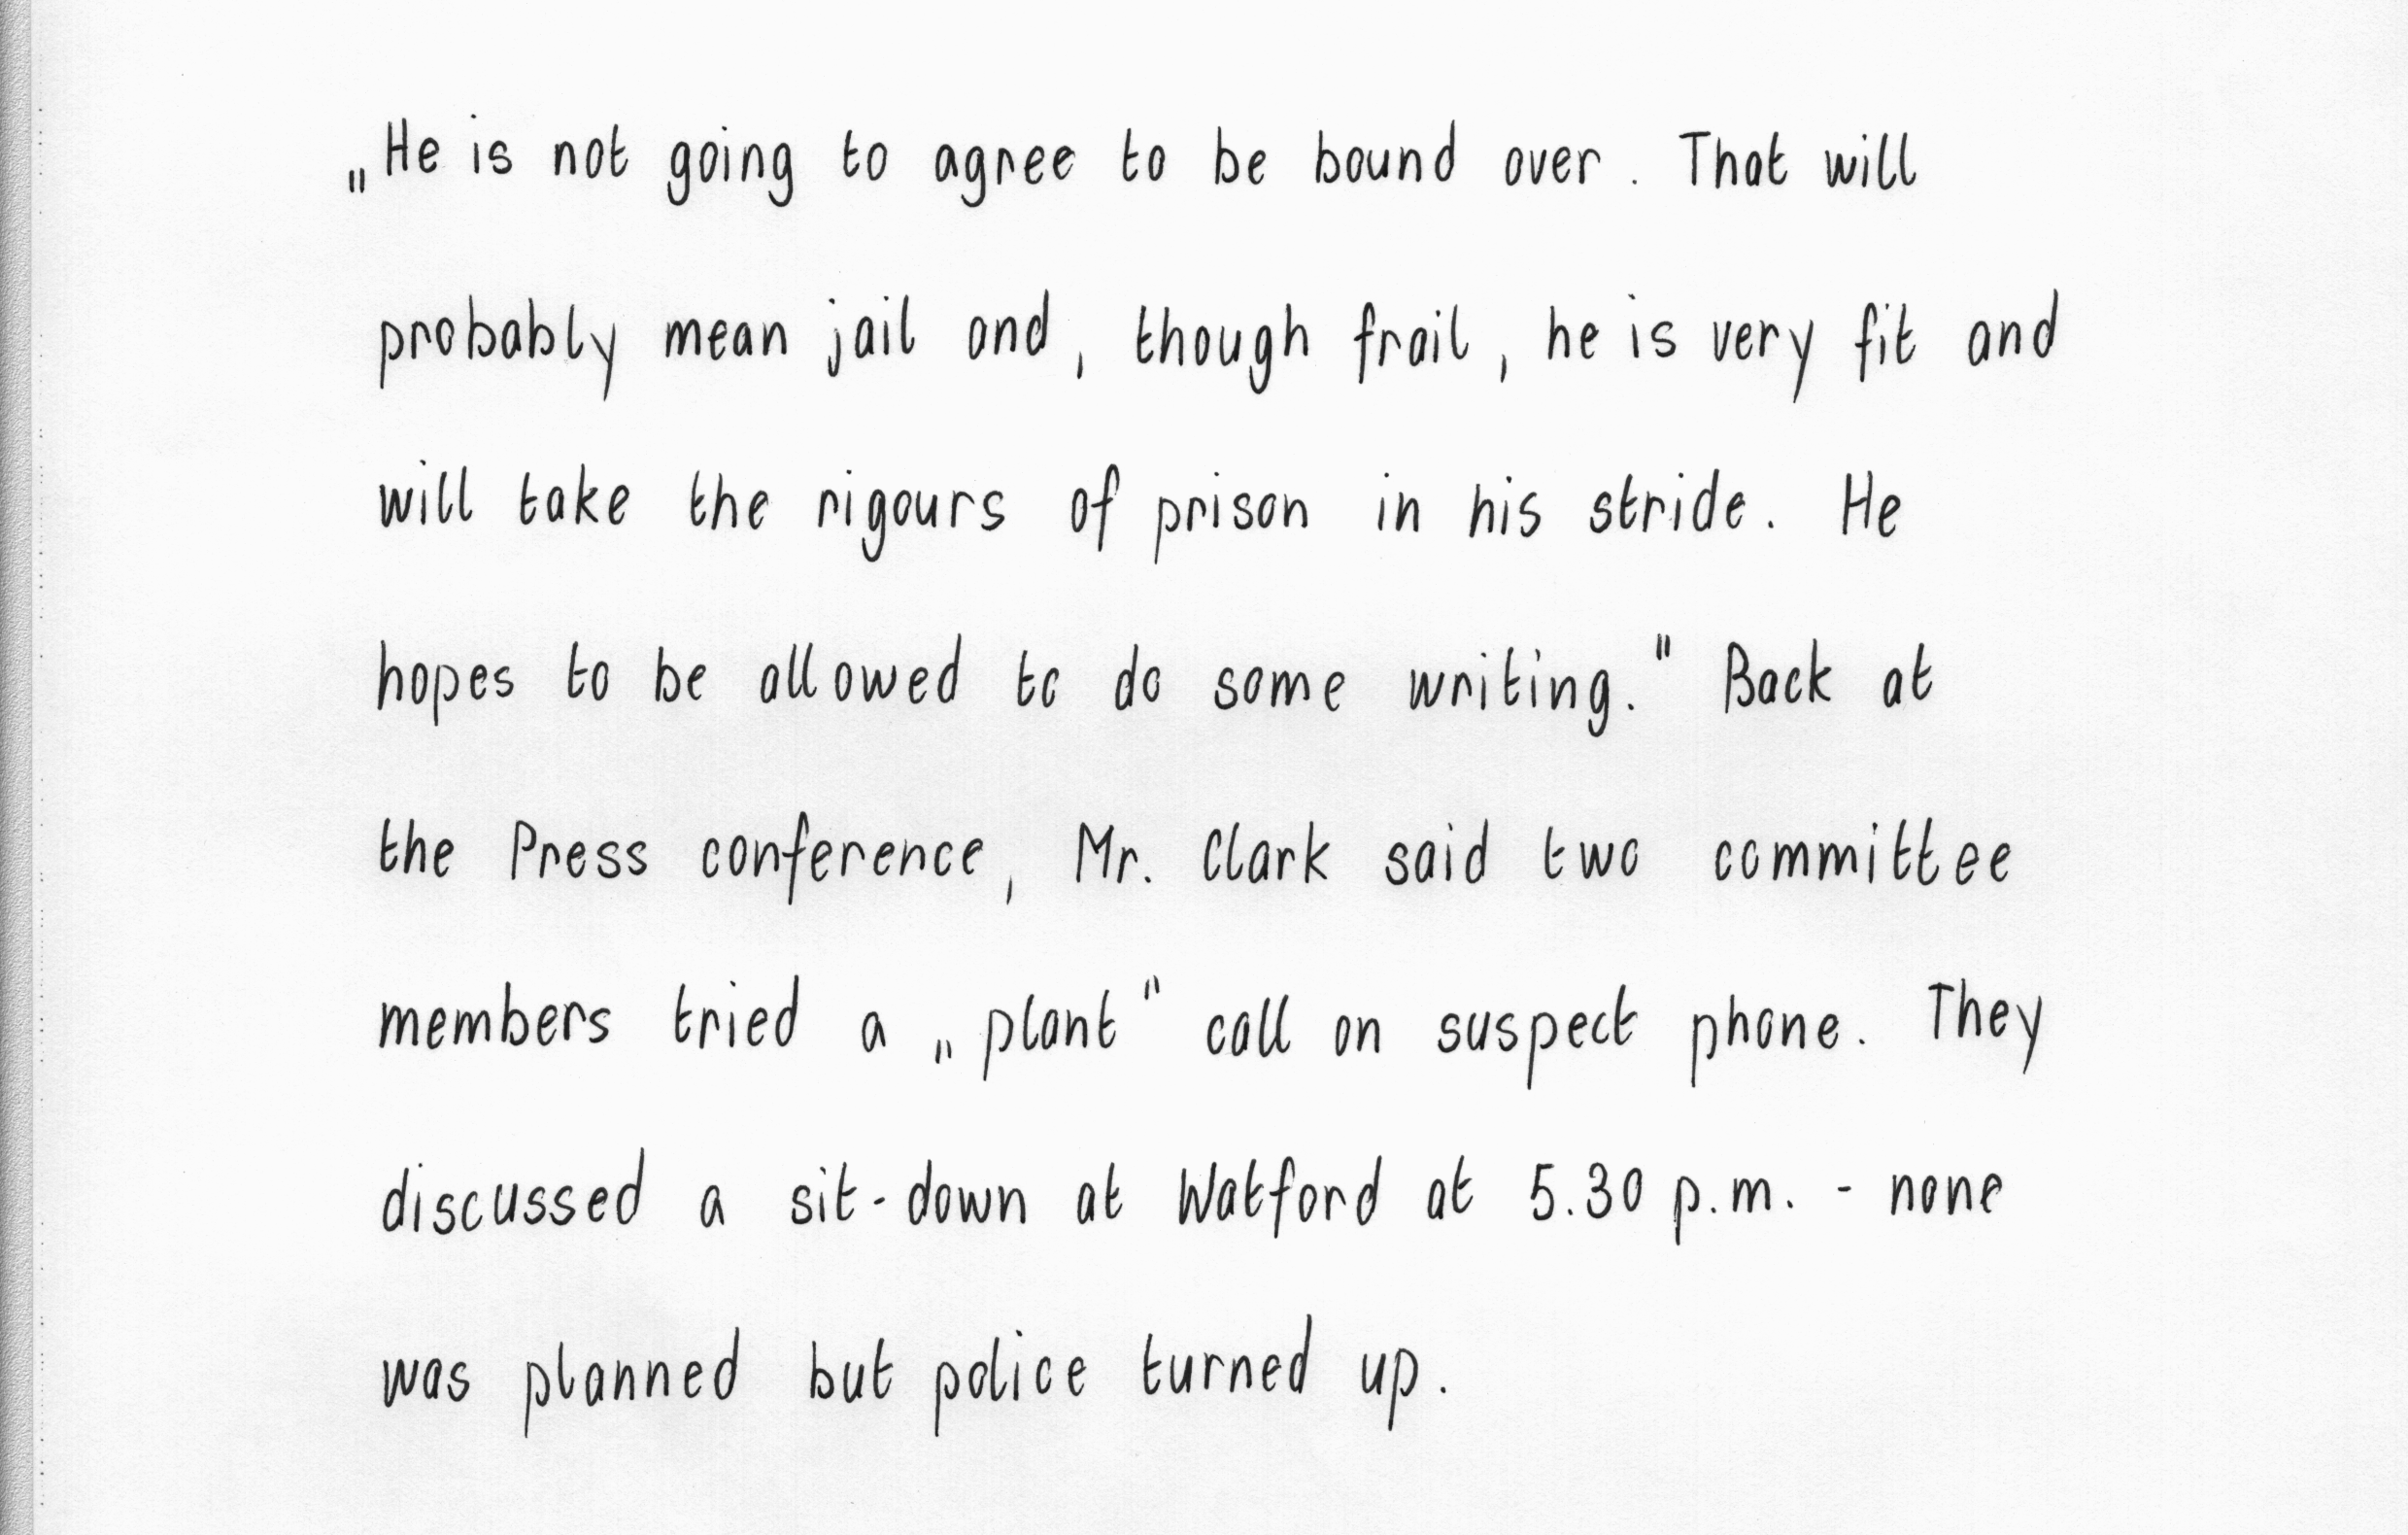 „He is not going to agree to be bound over. That will
probably mean jail and, though frail, he is very fit and
will take the rigours of prison in his stride. He
hopes to be allowed to do some writing." Back at
the Press conference, Mr. Clark said two committee
members tried a „plant" call on suspect phone. They
discussed a sit-down at Watford at 5.30 p.m. - none
was planned but police turned up.